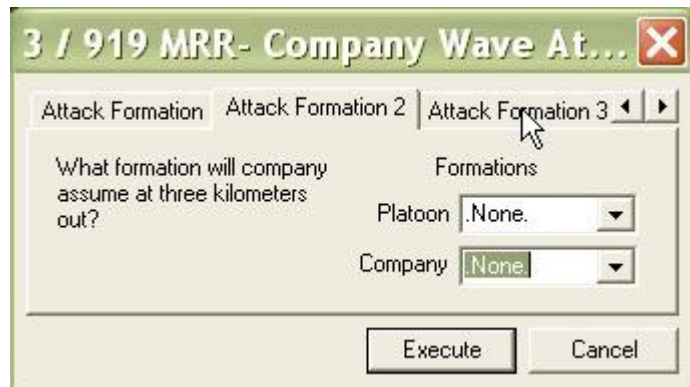 3 / 919 MRR- Company Wave At...
Attack Formation
Attack Formation 2
Attack Formation 3
What formation will company
assume at three kilometers
out?
Formations
Platoon .None.
Company .None.
Execute
Cancel